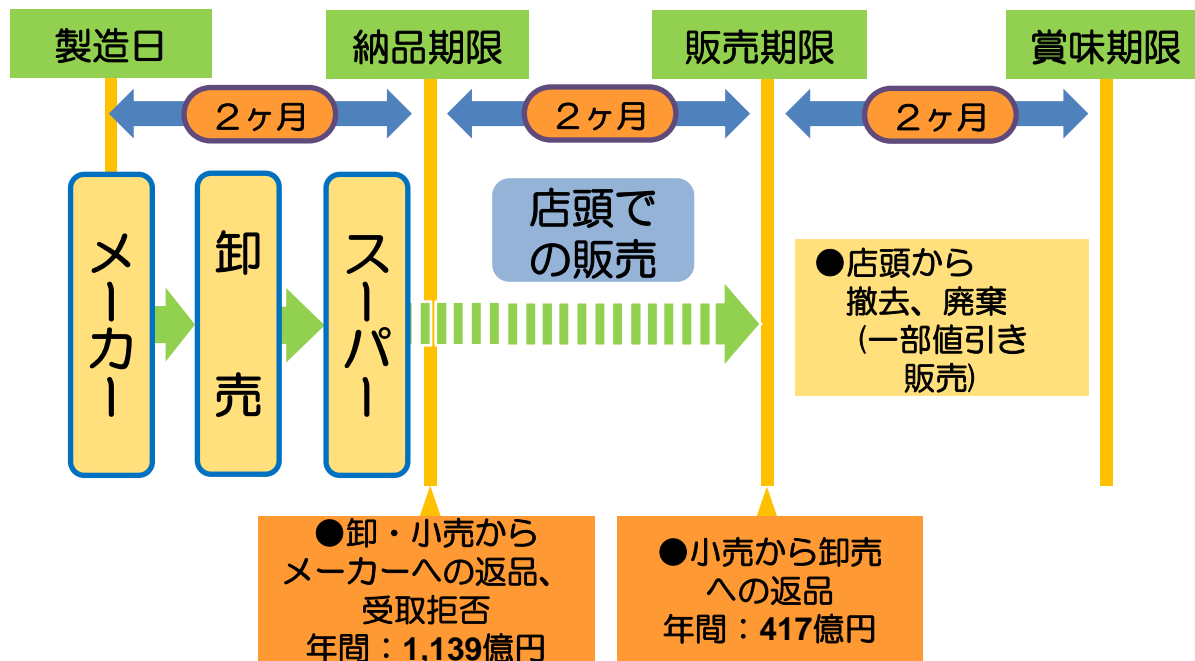 製造日
納品期限
販売期限
賞味期限
２ヶ月
２ヶ月
２ヶ月
メーカー
卸売
スーパー
店頭で
の販売
●店頭から
撤去、廃棄
(一部値引き
販売)
●卸・小売から
メーカーへの返品、
受取拒否
年間：1,139億円
●小売から卸売
への返品
年間：417億円